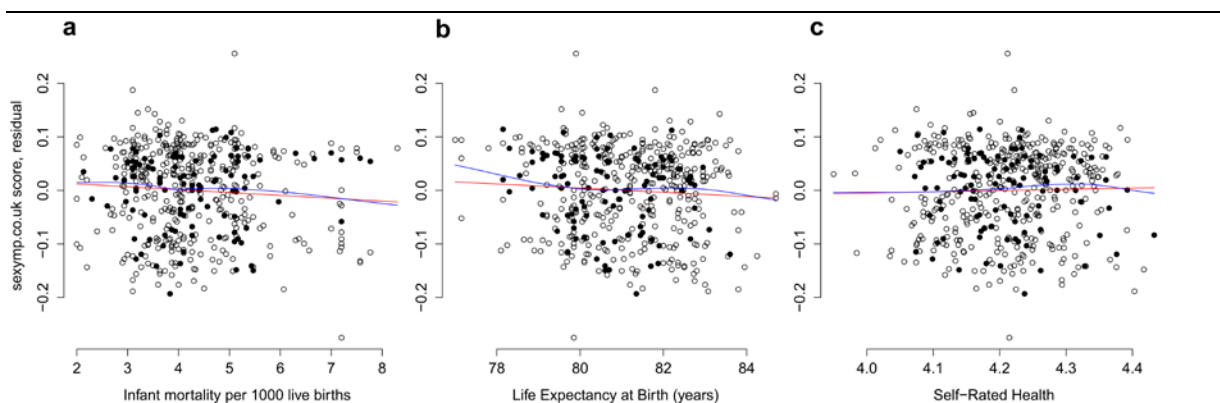 a
b
c
sexymp.co.uk score, residual
0.2
0.1
0.0
−0.1
−0.2
2 3 4 5 6 7 8
Infant mortality per 1000 live births
0.2
0.1
0.0
−0.1
−0.2
78 80 82 84
Life Expectancy at Birth (years)
0.2
0.1
0.0
−0.1
−0.2
4.0 4.1 4.2 4.3 4.4
Self−Rated Health